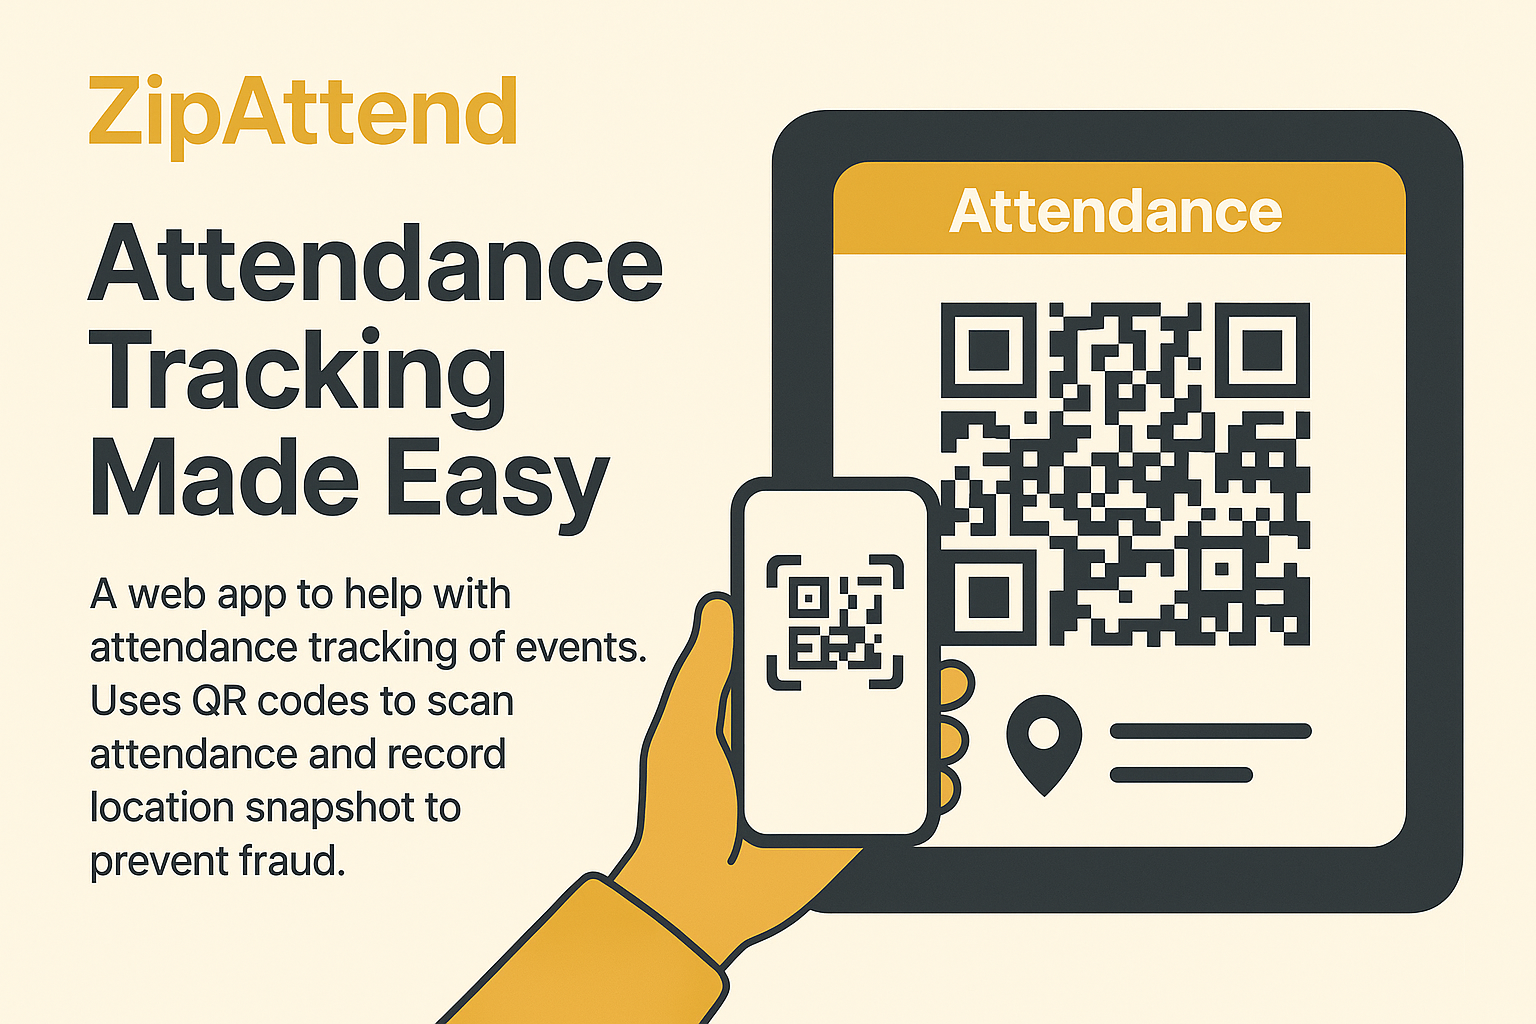 ZipAttend
Attendance
Tracking
Made Easy
A web app to help with
attendance tracking of events.
Uses QR codes to scan
attendance and record
location snapshot to
prevent fraud.
Attendance